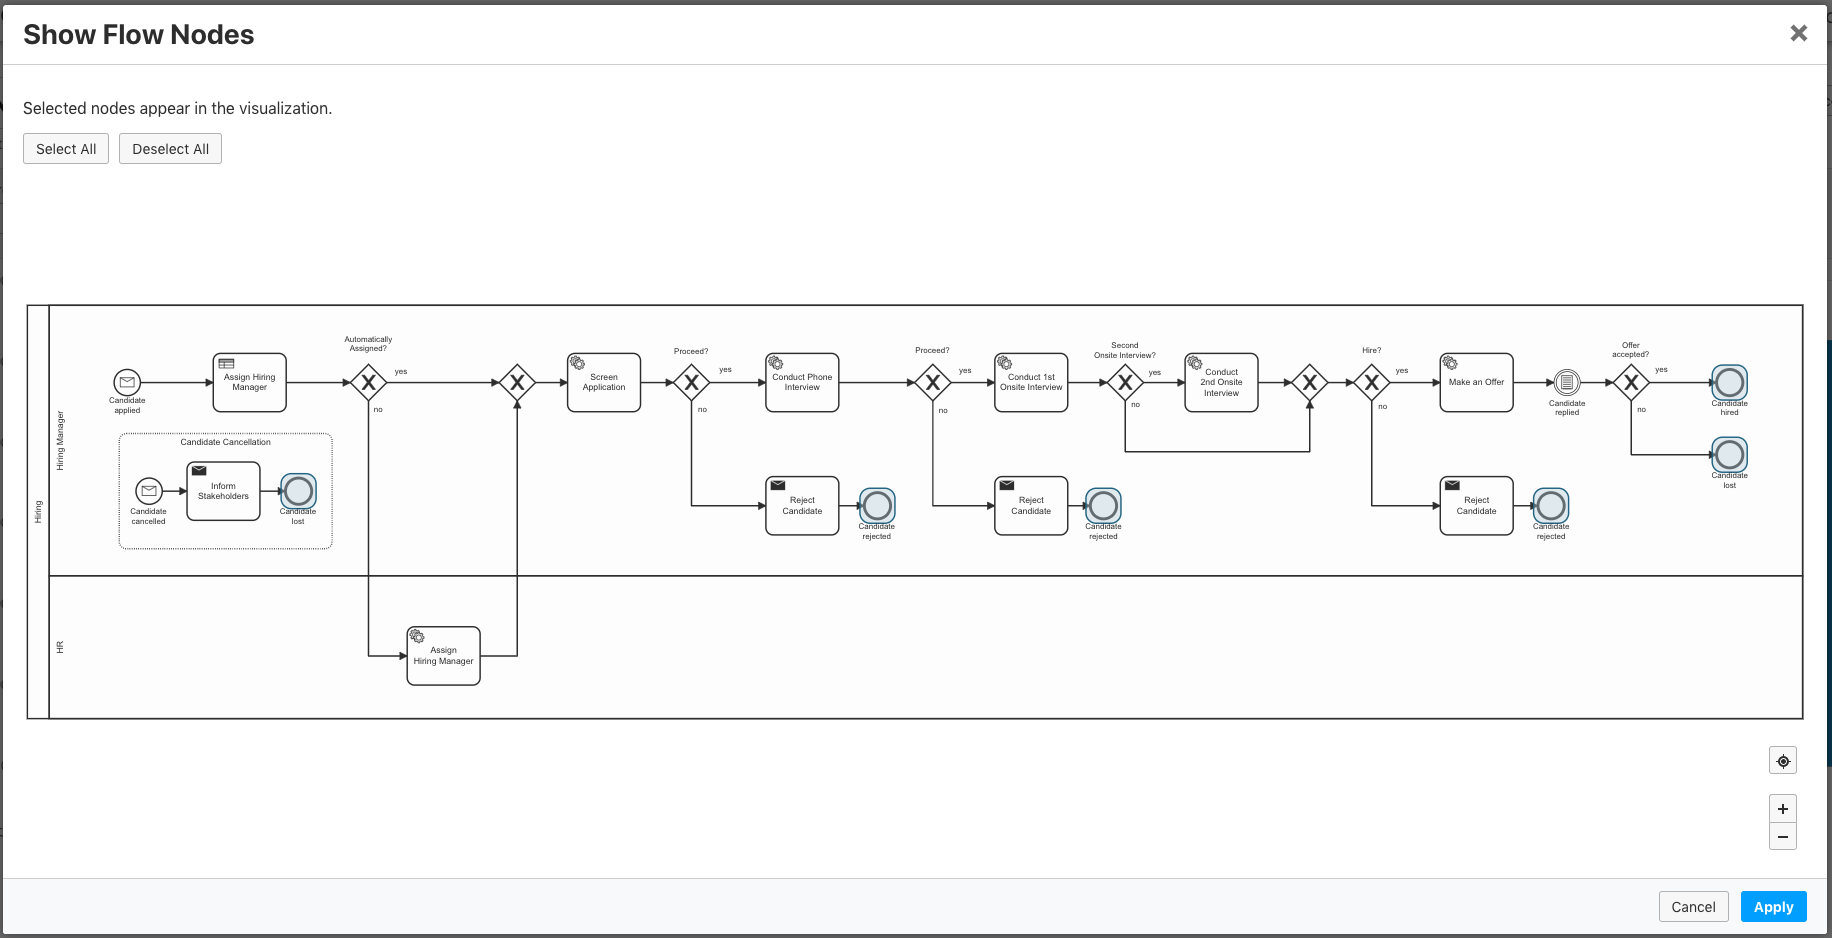 Show Flow Nodes
Selected nodes appear in the visualization.
Select All
Deselect All
Hiring
Hiring Manager
Candidate
applied
Assign Hiring
Manager
Automatically
Assigned?
yes
no
Screen
Application
Proceed?
yes
no
Conduct Phone
Interview
Proceed?
yes
no
Conduct 1st
Onsite Interview
Second
Onsite Interview?
yes
no
Conduct
2nd Onsite
Interview
Hire?
yes
no
Make an Offer
Candidate
replied
Offer
accepted?
yes
no
Candidate
hired
Candidate
lost
Candidate Cancellation
Candidate
cancelled
Inform
Stakeholders
Candidate
lost
Reject
Candidate
Candidate
rejected
Reject
Candidate
Candidate
rejected
Reject
Candidate
Candidate
rejected
HR
Assign
Hiring Manager
Cancel
Apply